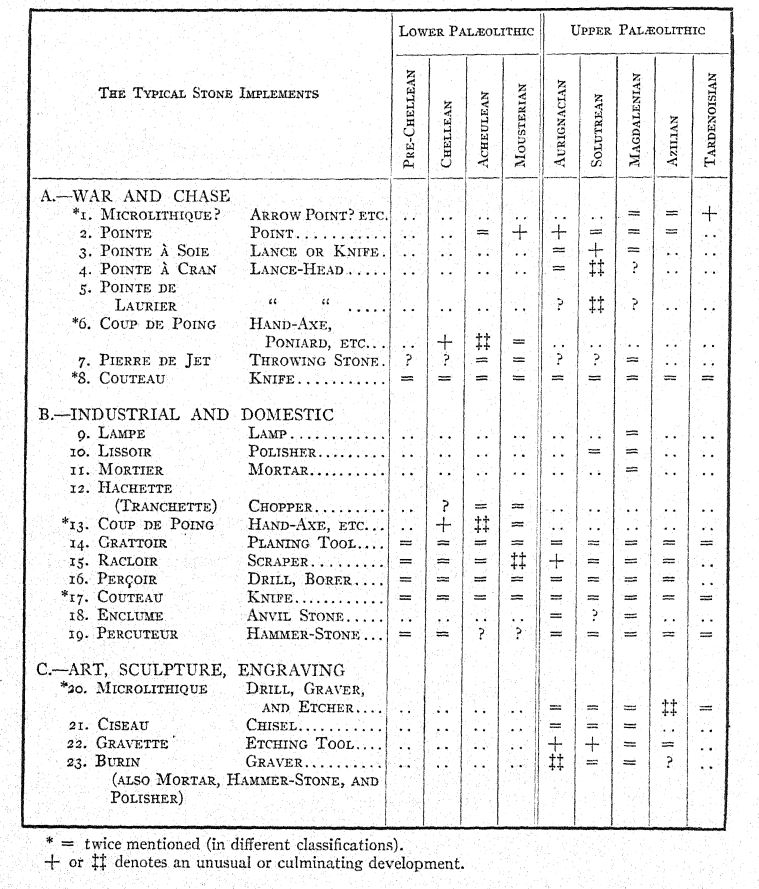 LOWER PALÆOLITHIC UPPER PALÆOLITHIC
THE TYPICAL STONE IMPLEMENTS PRE-CHELLEAN CHELLEAN ACHEULEAN MOUSTERIAN AURIGNACIAN SOLUTREAN MAGDALENIAN AZILIAN TARDENOISIAN
A.—WAR AND CHASE
*1. MICROLITHIQUE? ARROW POINT? ETC. .. .. .. .. .. .. = = +
2. POINTE POINT........... .. .. = + + = = = ..
3. POINTE À SOIE LANCE OR KNIFE. .. .. .. .. = + = .. ..
4. POINTE À CRAN LANCE-HEAD..... .. .. .. .. = ‡‡ ? .. ..
5. POINTE DE
LAURIER “ “ ..... .. .. .. .. ? ‡‡ ? .. ..
*6. COUP DE POING HAND-AXE,
PONIARD, ETC... .. + ‡‡ = .. .. .. .. ..
7. PIERRE DE JET THROWING STONE. ? ? = = ? ? = .. ..
*8. COUTEAU KNIFE........... = = = = = = = = =
B.—INDUSTRIAL AND DOMESTIC
9. LAMPE LAMP............ .. .. .. .. .. .. = .. ..
10. LISSOIR POLISHER........ .. .. .. .. .. = = .. ..
11. MORTIER MORTAR......... .. .. .. .. .. .. = .. ..
12. HACHETTE
(TRANCHETTE) CHOPPER......... .. ? = = .. .. .. .. ..
*13. COUP DE POING HAND-AXE, ETC... .. + ‡‡ = .. .. .. .. ..
14. GRATTOIR PLANING TOOL.... = = = = = = = = =
15. RACLOIR SCRAPER......... = = = ‡‡ + = = = ..
16. PERÇOIR DRILL, BORER.... = = = = = = = = ..
*17. COUTEAU KNIFE........... = = = = = = = = =
18. ENCLUME ANVIL STONE..... .. .. .. .. = ? = .. ..
19. PERCUTEUR HAMMER-STONE... = = ? ? = = = = =
C.—ART, SCULPTURE, ENGRAVING
*20. MICROLITHIQUE DRILL, GRAVER,
AND ETCHER.... .. .. .. .. = = = ‡‡ =
21. CISEAU CHISEL.......... .. .. .. .. = = = .. ..
22. GRAVETTE ETCHING TOOL.... .. .. .. .. + + = = ..
23. BURIN GRAVER.......... .. .. .. .. ‡‡ = = ? ..
(ALSO MORTAR, HAMMER-STONE, AND
POLISHER)
* = twice mentioned (in different classifications).
+ or ‡‡ denotes an unusual or culminating development.